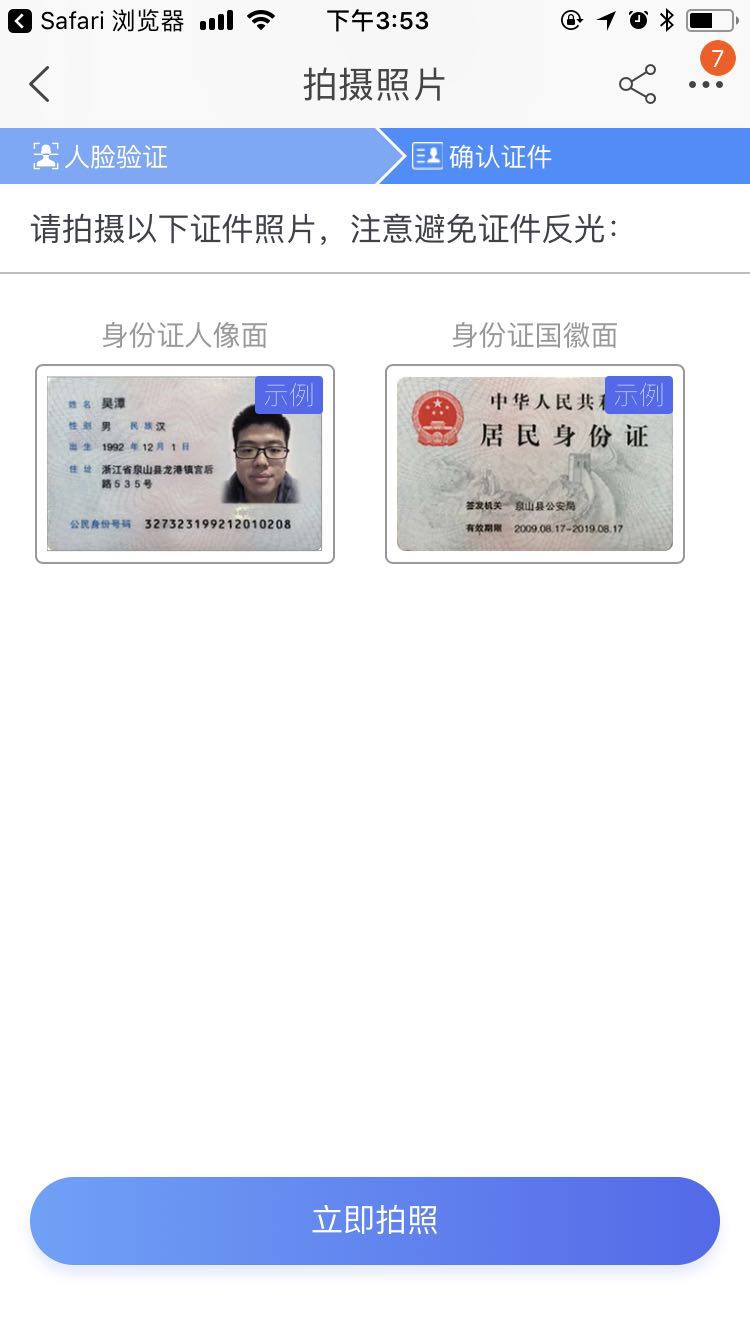 Safari 浏览器 下午3:53
拍摄照片 7
人脸验证 确认证件
请拍摄以下证件照片，注意避免证件反光：
身份证人像面 身份证国徽面
示例
姓名 吴潭
性别 男 民族 汉
出生 1992 年 12 月 1 日
住址 浙江省泉山县龙港镇宫后
路535号
公民身份号码 327323199212010208
示例
中华人民共和
居民身份证
签发机关 泉山县公安局
有效期限 2009.08.17-2019.08.17
立即拍照